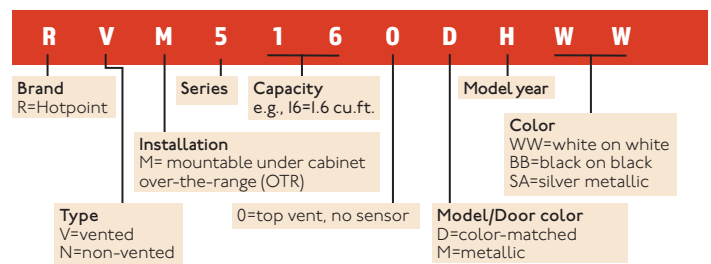 R V M 5 1 6 0 D H W W
Brand
R=Hotpoint
Series
Capacity
e.g., 16=1.6 cu.ft.
Model year
Installation
M= mountable under cabinet
over-the-range (OTR)
Color
WW=white on white
BB=black on black
SA=silver metallic
Type
V=vented
N=non-vented
0=top vent, no sensor
Model/Door color
D=color-matched
M=metallic